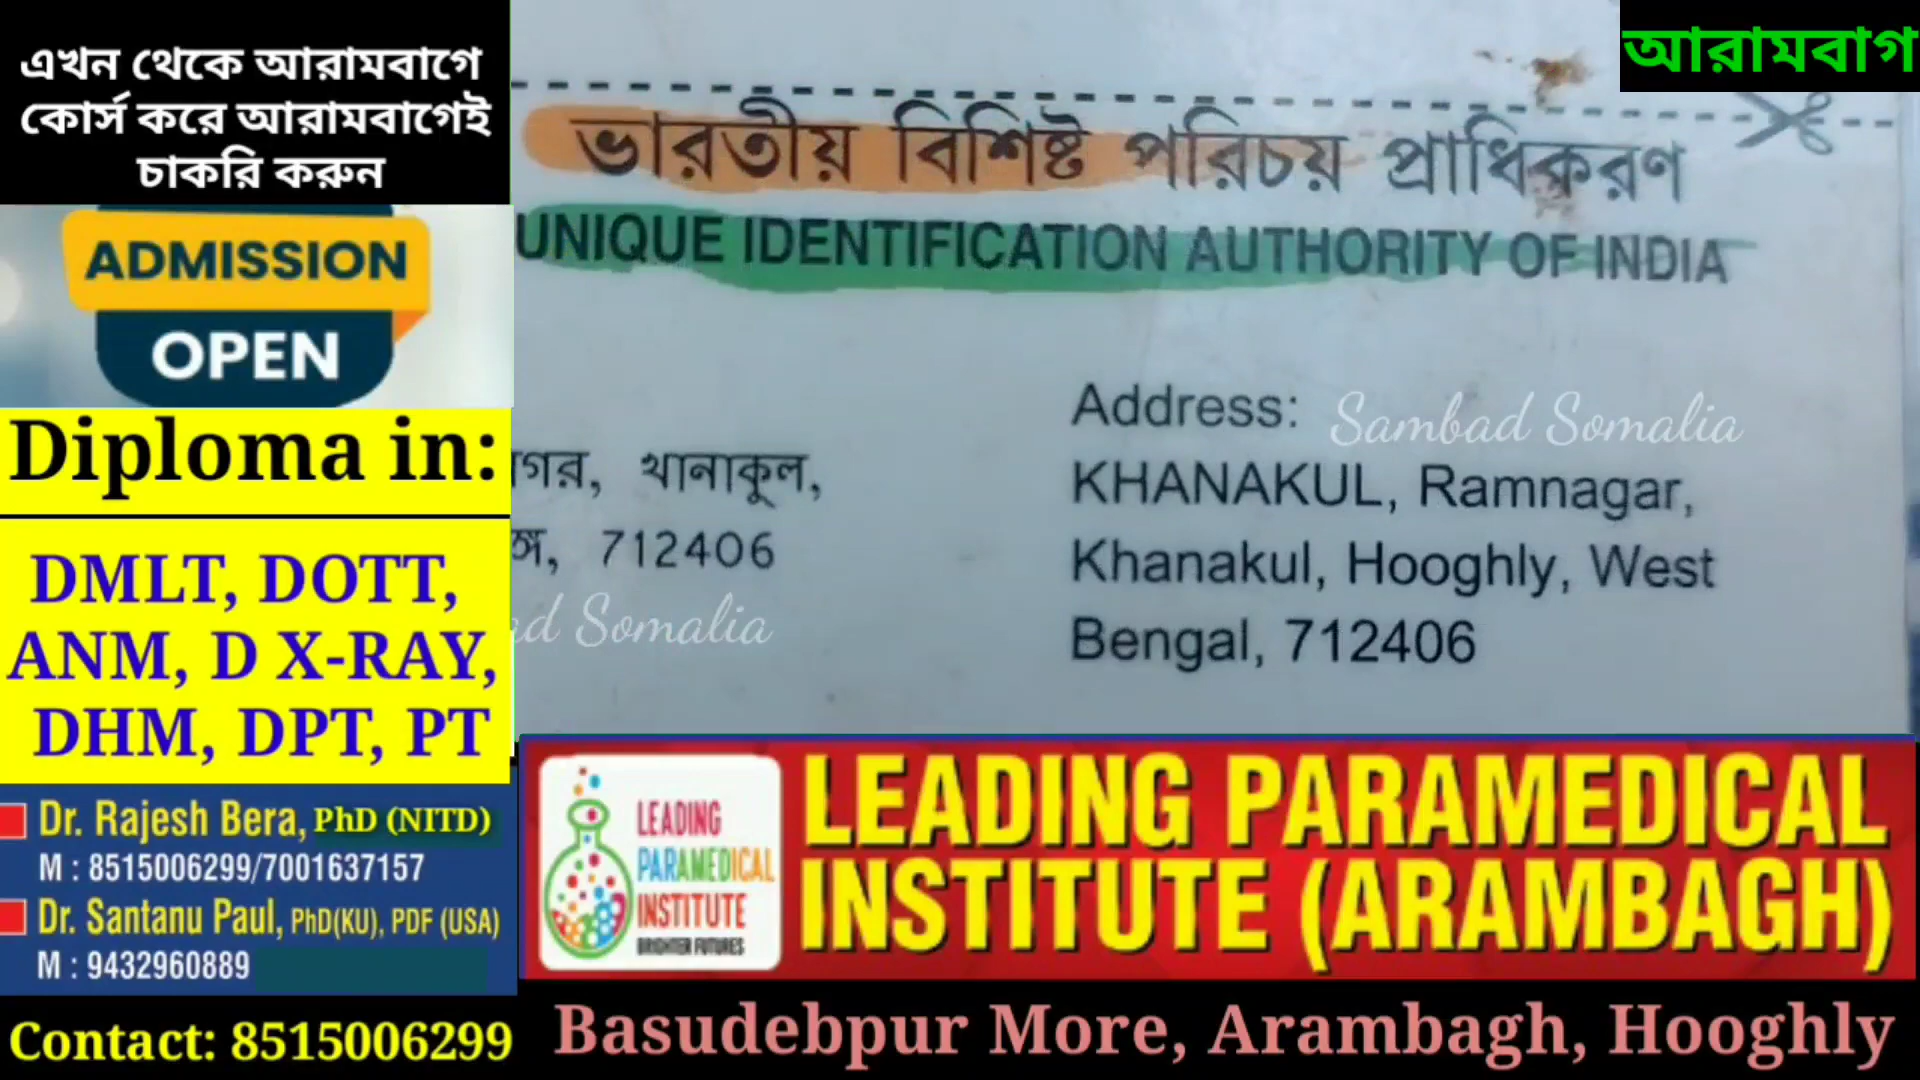 এখন থেকে আরামবাগে
কোর্স করে আরামবাগেই
চাকরি করুন
ADMISSION
OPEN
Diploma in:
DMLT, DOTT,
ANM, D X-RAY,
DHM, DPT, PT
Dr. Rajesh Bera, PhD (NITD)
M : 8515006299/7001637157
Dr. Santanu Paul, PhD(KU), PDF (USA)
M : 9432960889
Contact: 8515006299
আরামবাগ
ভারতীয় বিশিষ্ট পরিচয় প্রাধিকরণ
UNIQUE IDENTIFICATION AUTHORITY OF INDIA
খানাকুল,
712406
Somalia
Address:
Sambad Somalia
KHANAKUL, Ramnagar,
Khanakul, Hooghly, West
Bengal, 712406
LEADING
PARAMEDICAL
INSTITUTE
BRIGHTER FUTURES
LEADING PARAMEDICAL
INSTITUTE (ARAMBAGH)
Basudebpur More, Arambagh, Hooghly